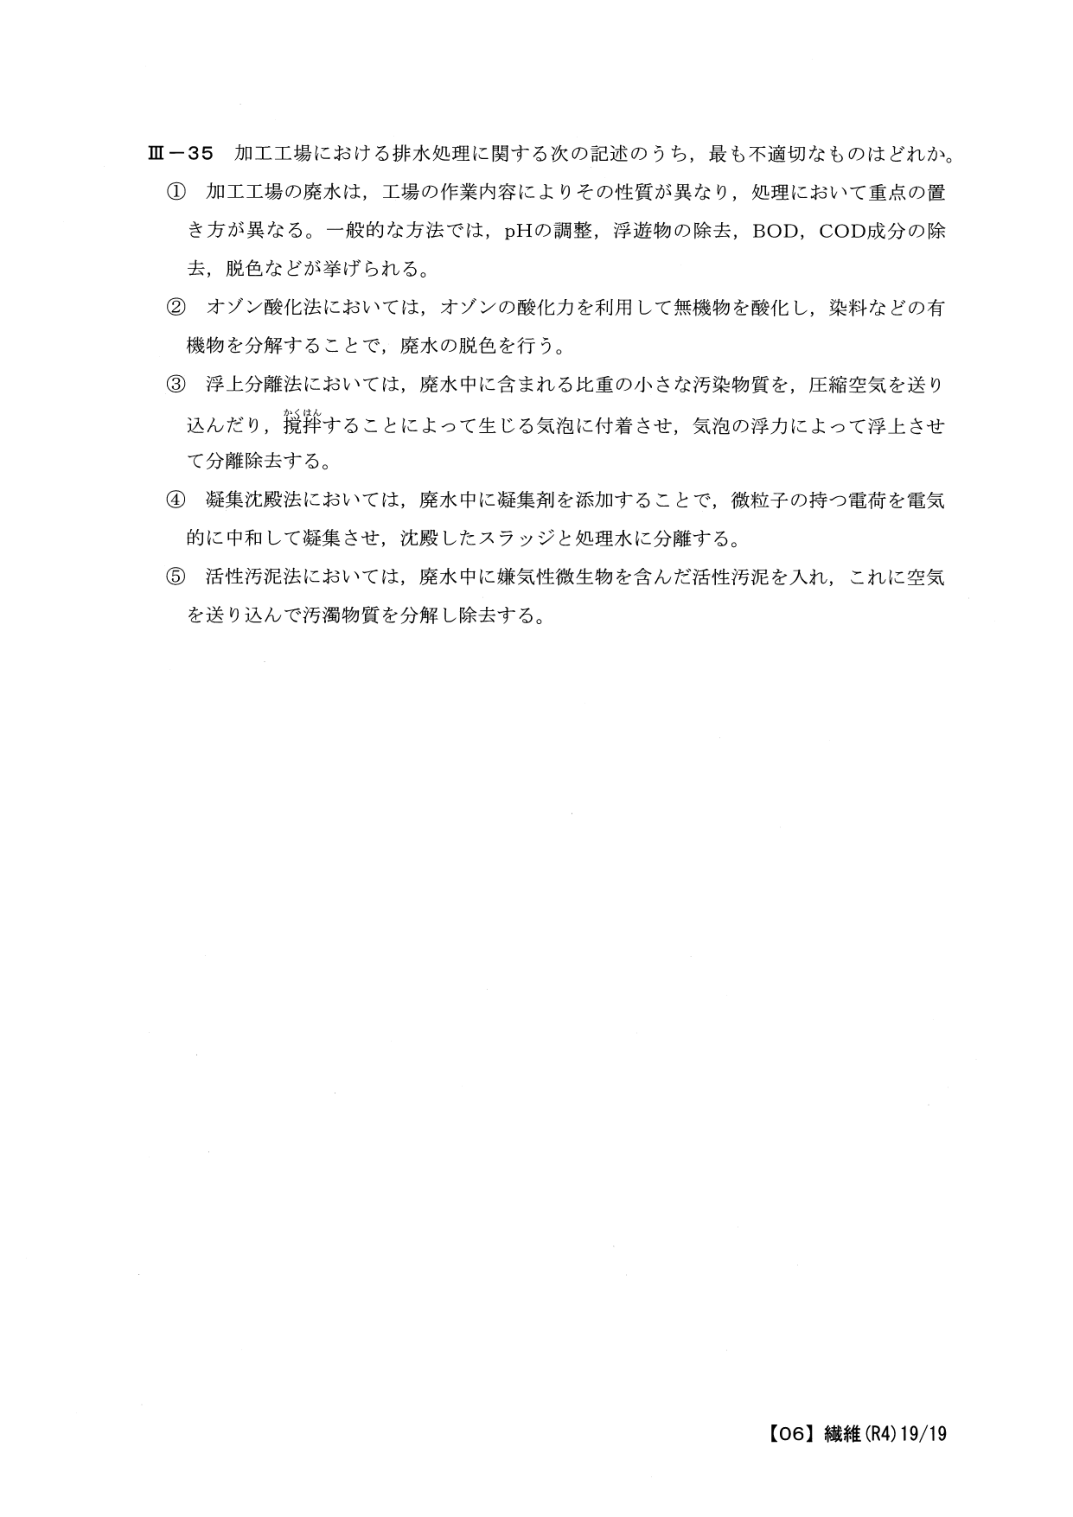 Ⅲ－35　加工工場における排水処理に関する次の記述のうち，最も不適切なものはどれか。
①　加工工場の廃水は，工場の作業内容によりその性質が異なり，処理において重点の置
き方が異なる。一般的な方法では，pHの調整，浮遊物の除去，BOD，COD成分の除
去，脱色などが挙げられる。
②　オゾン酸化法においては，オゾンの酸化力を利用して無機物を酸化し，染料などの有
機物を分解することで，廃水の脱色を行う。
③　浮上分離法においては，廃水中に含まれる比重の小さな汚染物質を，圧縮空気を送り
かくはん
込んだり，撹拌することによって生じる気泡に付着させ，気泡の浮力によって浮上させ
て分離除去する。
④　凝集沈殿法においては，廃水中に凝集剤を添加することで，微粒子の持つ電荷を電気
的に中和して凝集させ，沈殿したスラッジと処理水に分離する。
⑤　活性汚泥法においては，廃水中に嫌気性微生物を含んだ活性汚泥を入れ，これに空気
を送り込んで汚濁物質を分解し除去する。
【06】繊維(R4)19/19